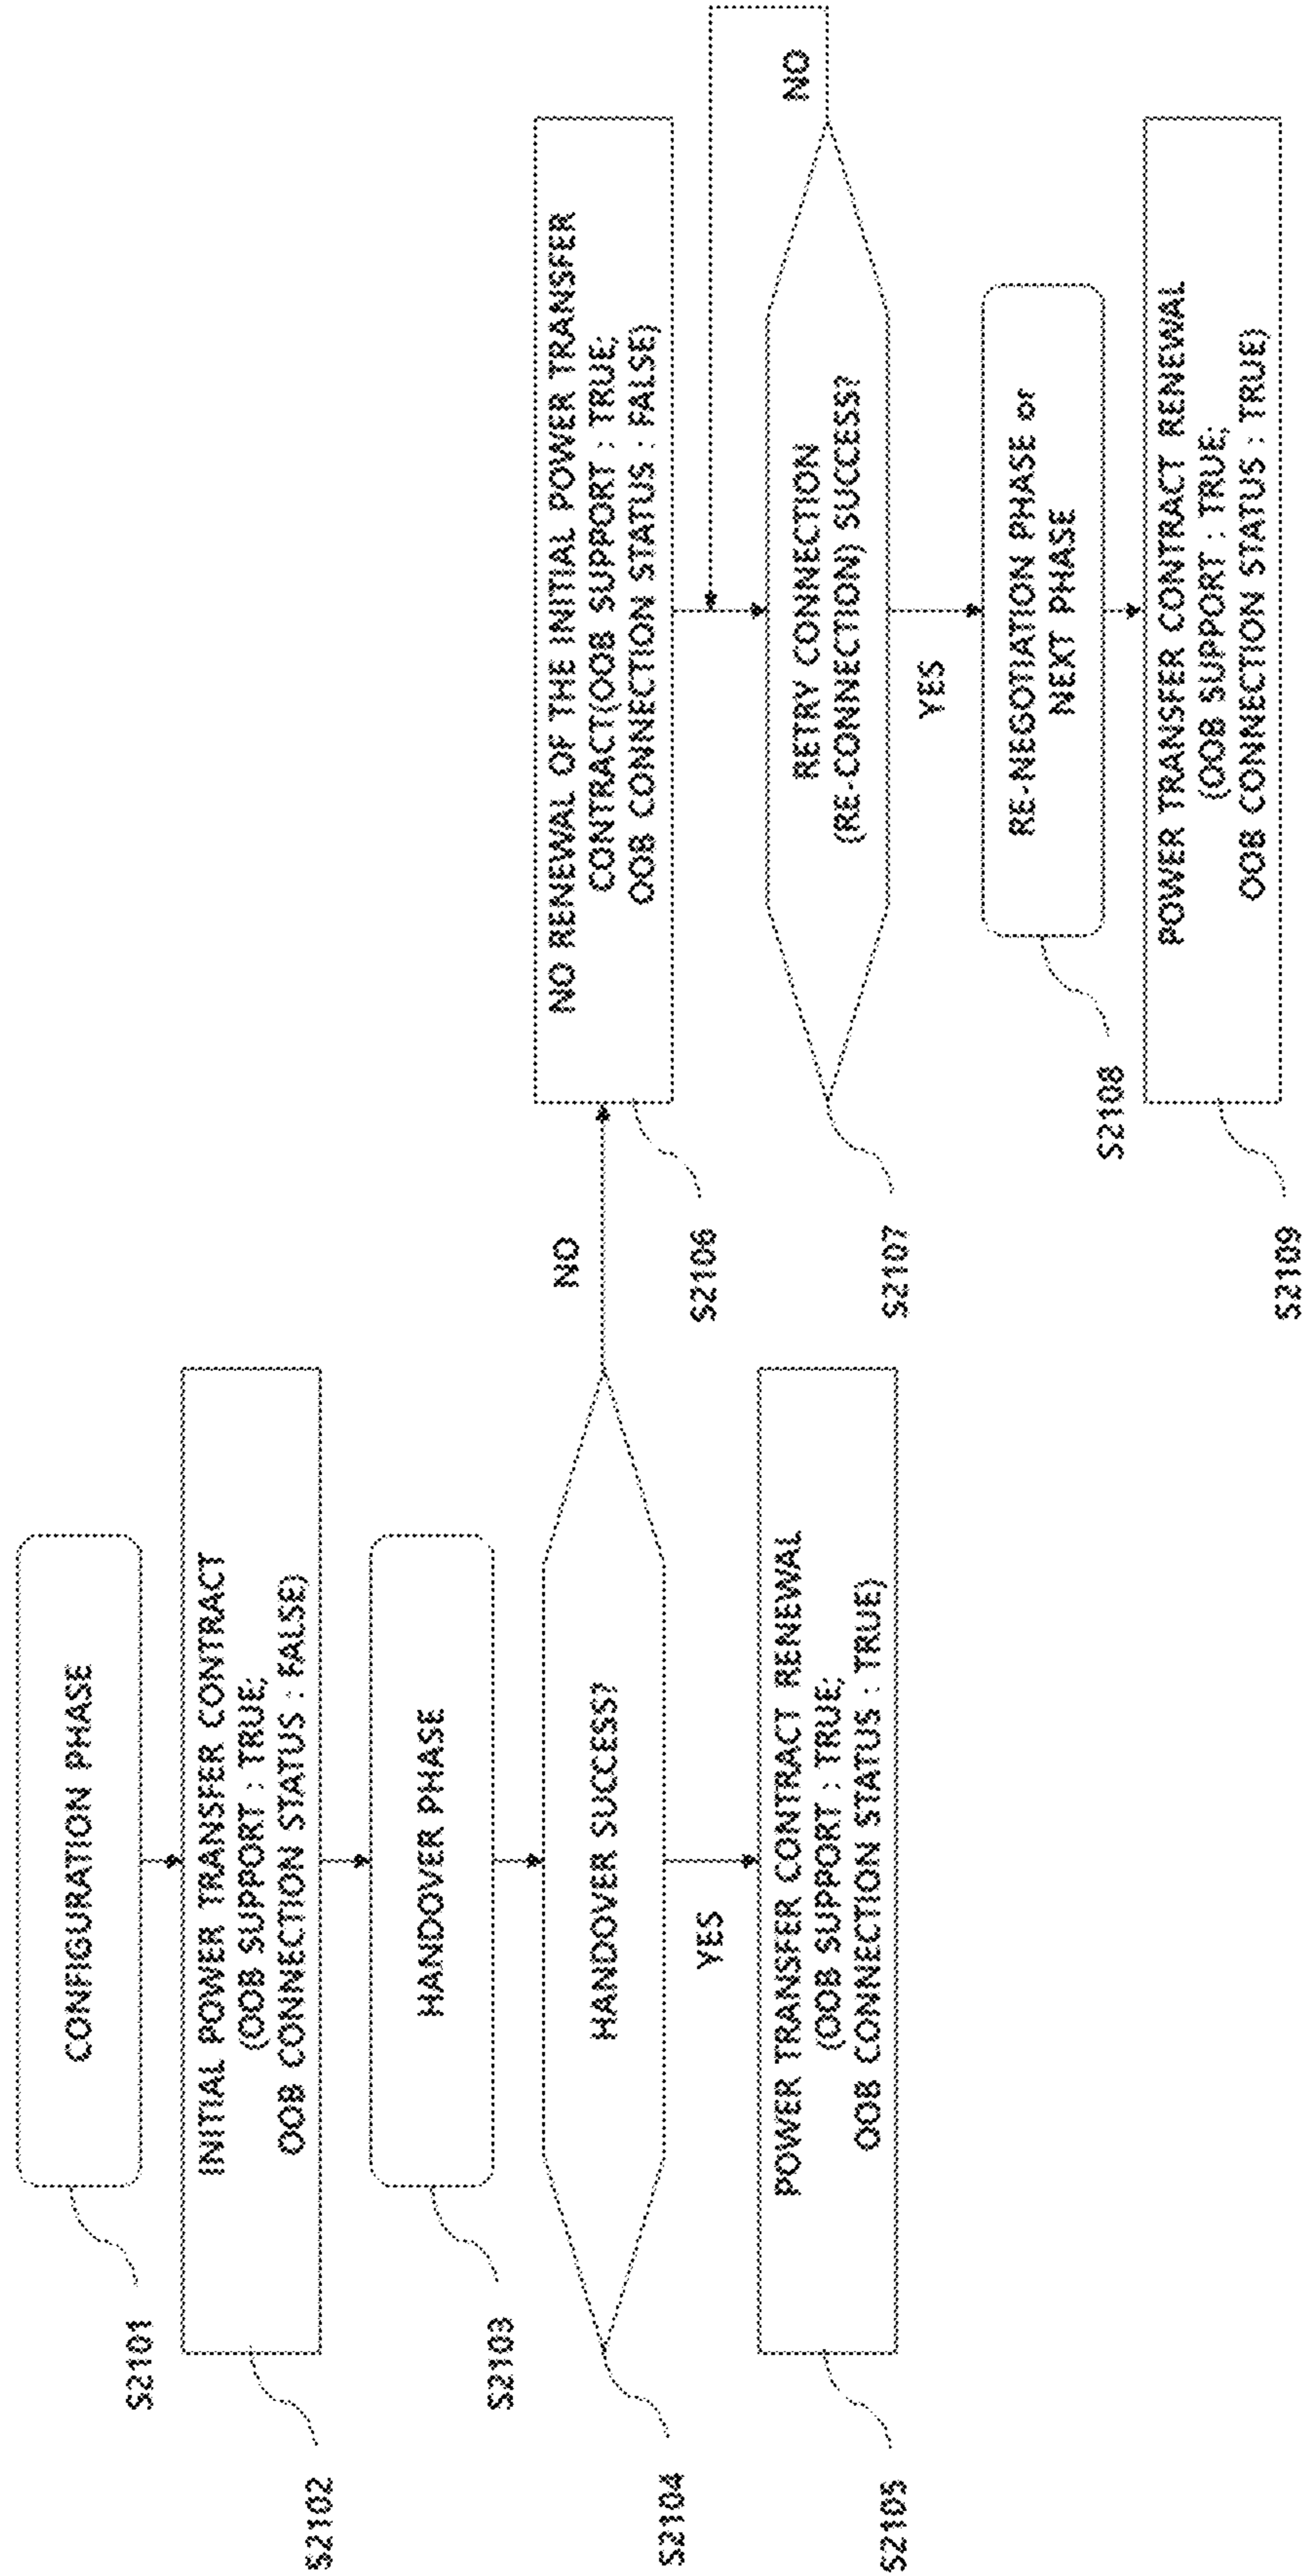 CONFIGURATION PHASE
S2101
INITIAL POWER TRANSFER CONTRACT
(OOB SUPPORT : TRUE;
OOB CONNECTION STATUS : FALSE)
S2102
HANDOVER PHASE
S2103
HANDOVER SUCCESS?
S2104
NO
YES
POWER TRANSFER CONTRACT RENEWAL
(OOB SUPPORT : TRUE;
OOB CONNECTION STATUS : TRUE)
S2105
NO RENEWAL OF THE INITIAL POWER TRANSFER
CONTRACT(OOB SUPPORT : TRUE;
OOB CONNECTION STATUS : FALSE)
S2106
RETRY CONNECTION
(RE-CONNECTION) SUCCESS?
S2107
NO
YES
RE-NEGOTIATION PHASE or
NEXT PHASE
S2108
POWER TRANSFER CONTRACT RENEWAL
(OOB SUPPORT : TRUE;
OOB CONNECTION STATUS : TRUE)
S2109